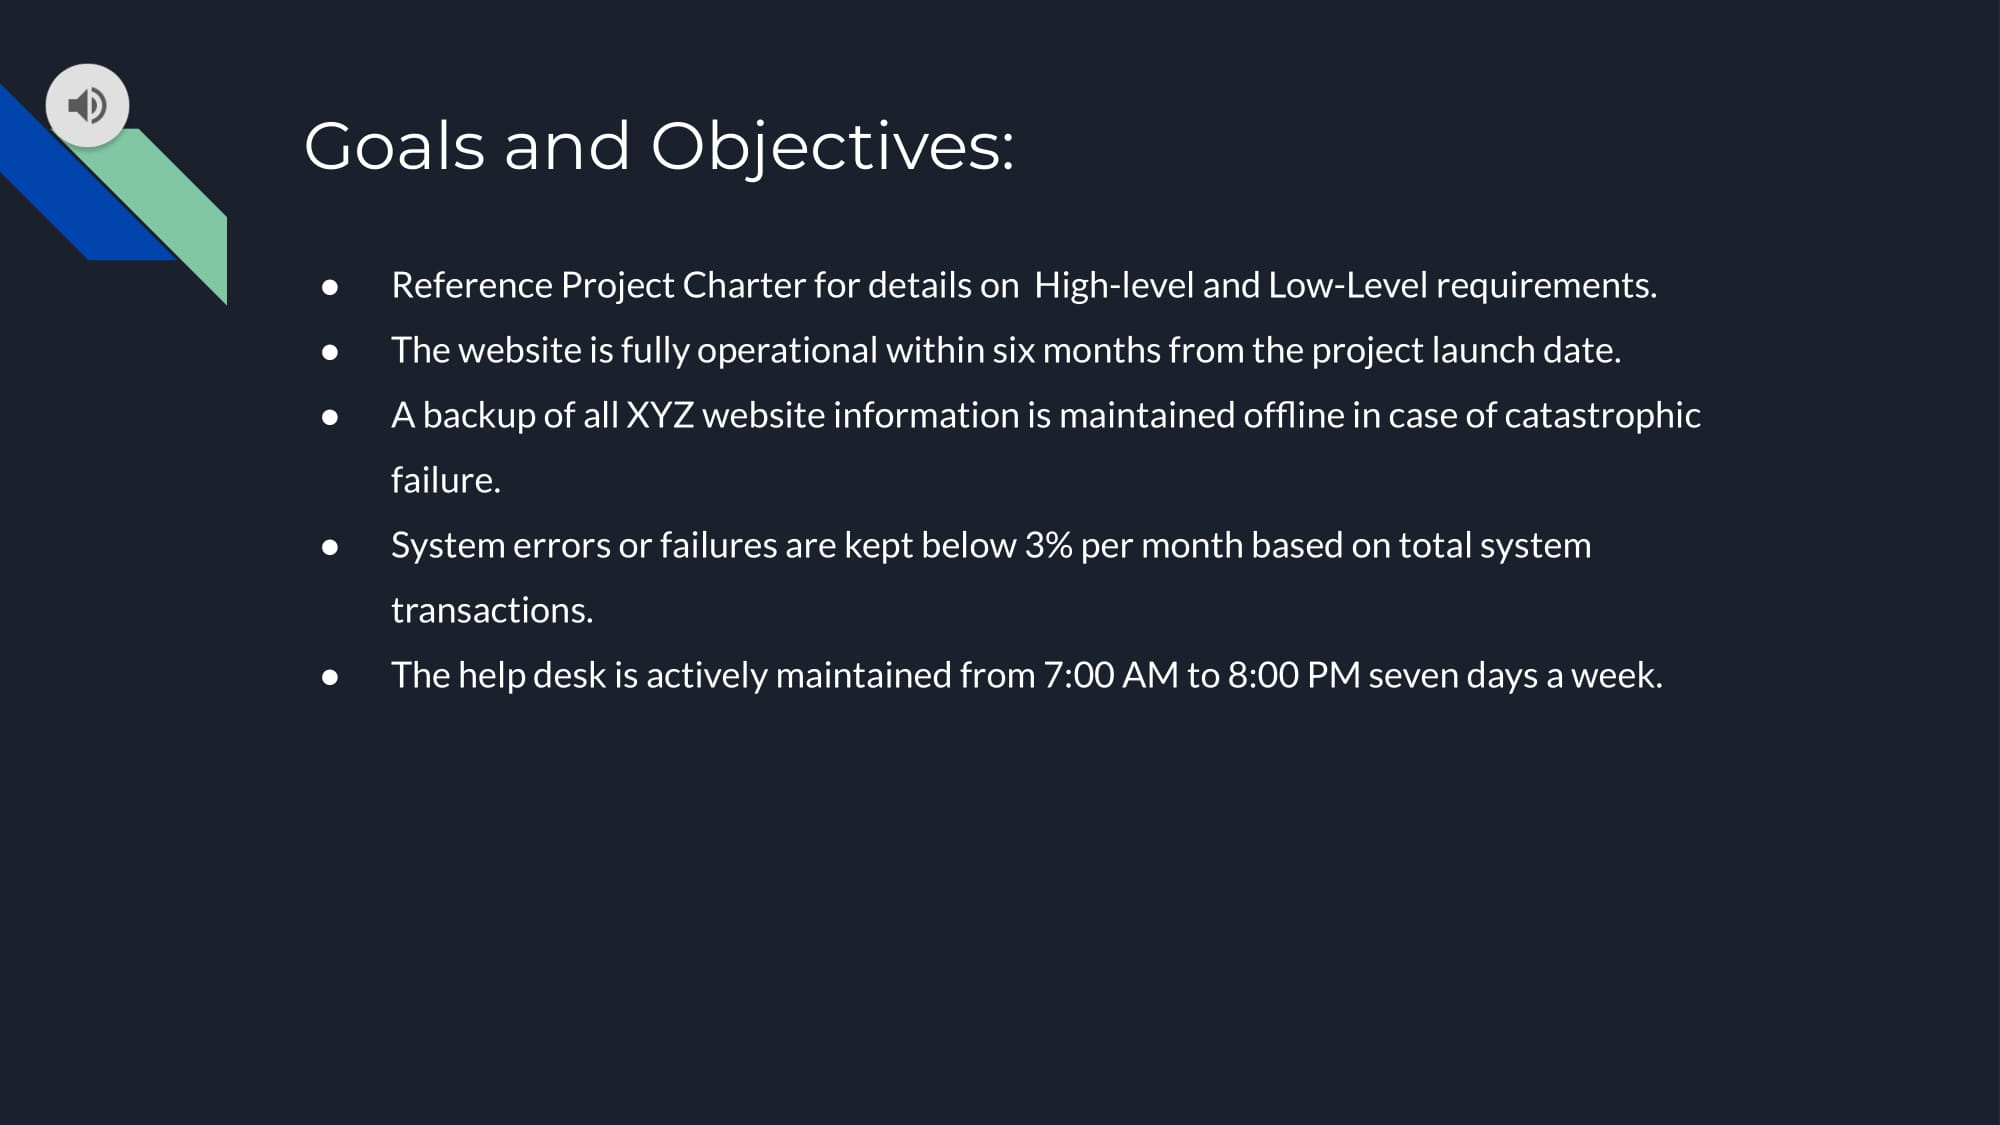 Goals and Objectives:
● Reference Project Charter for details on  High-level and Low-Level requirements.
● The website is fully operational within six months from the project launch date.
● A backup of all XYZ website information is maintained offline in case of catastrophic
failure.
● System errors or failures are kept below 3% per month based on total system
transactions.
● The help desk is actively maintained from 7:00 AM to 8:00 PM seven days a week.